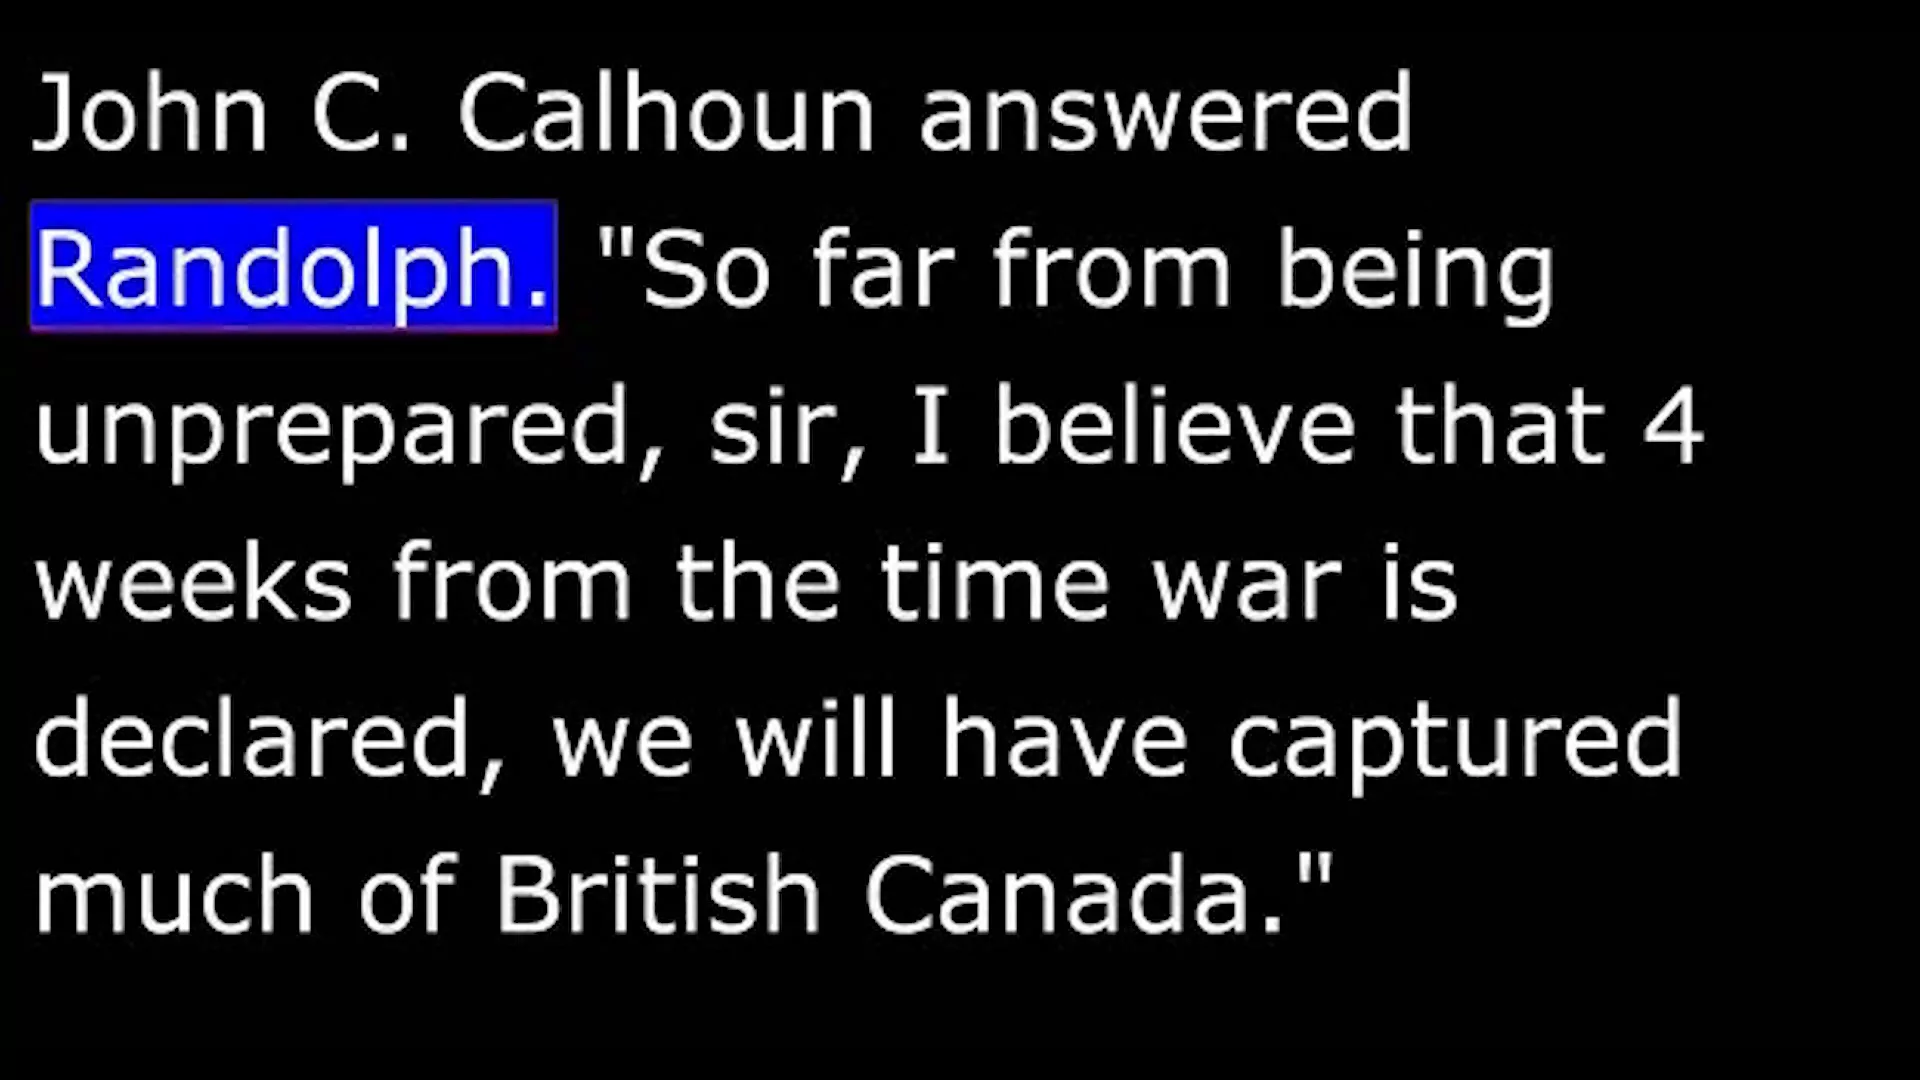 John C. Calhoun answered
Randolph. "So far from being
unprepared, sir, I believe that 4
weeks from the time war is
declared, we will have captured
much of British Canada."